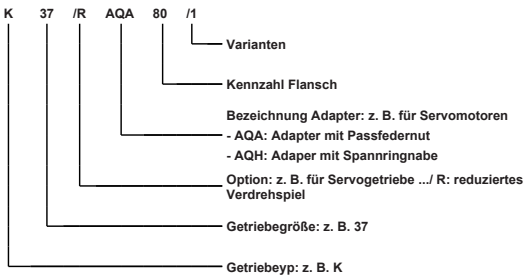 K 37 /R AQA 80 /1
Varianten
Kennzahl Flansch
Bezeichnung Adapter: z. B. für Servomotoren
- AQA: Adapter mit Passfedernut
- AQH: Adaper mit Spannringnabe
Option: z. B. für Servogetriebe .../ R: reduziertes
Verdrehspiel
Getriebegröße: z. B. 37
Getriebeyp: z. B. K